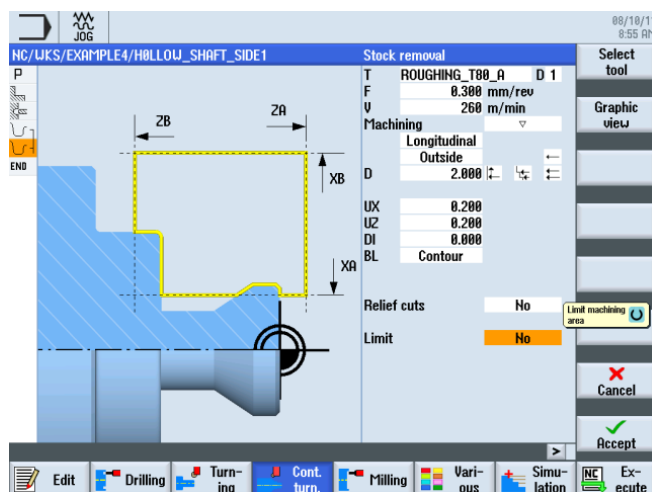 08/10/1
8:55 AM
JOG
NC/WKS/EXAMPLE4/HOLLOW_SHAFT_SIDE1
Stock removal
Select tool
P
T ROUGHING_T80_A D 1
F 0.300 mm/rev
V 260 m/min
Graphic view
Machining ▽
Longitudinal
Outside ←
D 2.000
END
ZB ZA
XB
XA
UX 0.200
UZ 0.200
DI 0.000
BL Contour
Relief cuts No
Limit machining area
Limit No
Cancel
Accept
>
Edit
Drilling
Turn-
ing
Cont.
turn.
Milling
Vari-
ous
Simu-
lation
NC Ex-
ecute